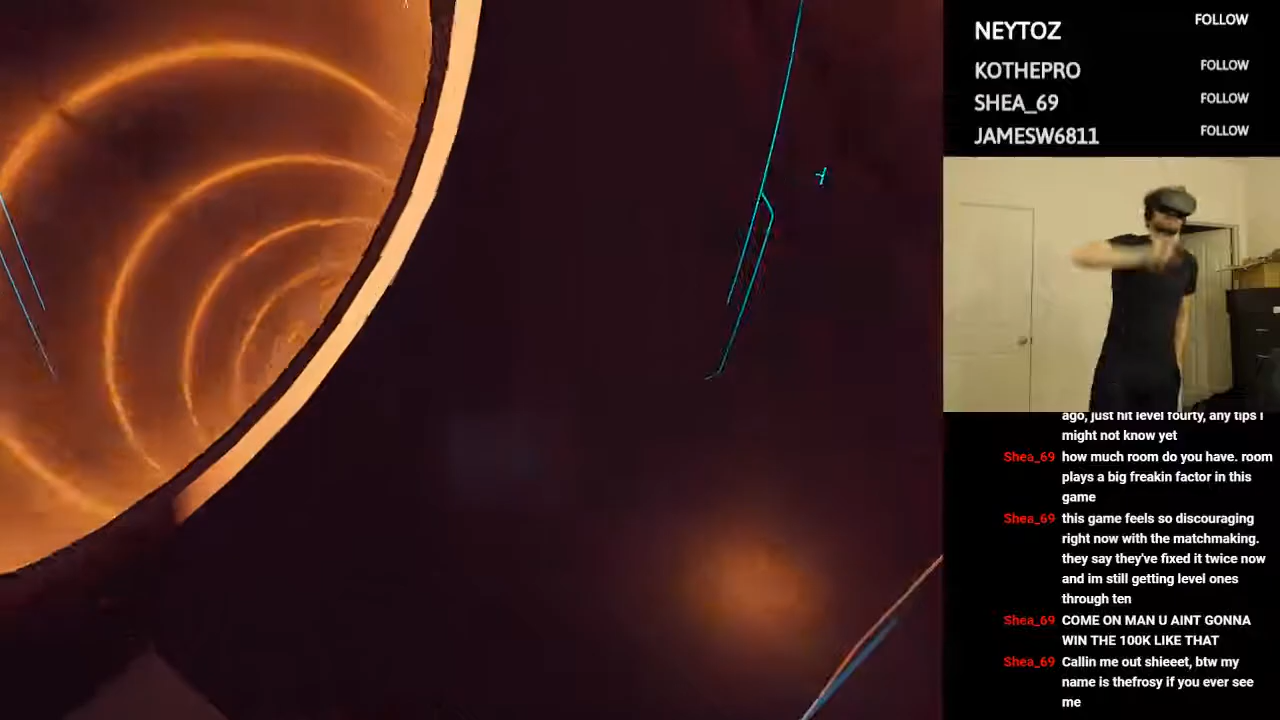 NEYTOZ FOLLOW
KOTHEPRO FOLLOW
SHEA_69 FOLLOW
JAMESW6811 FOLLOW
ago, just hit level fourty, any tips i
might not know yet
Shea_69 how much room do you have. room
plays a big freakin factor in this
game
Shea_69 this game feels so discouraging
right now with the matchmaking.
they say they've fixed it twice now
and im still getting level ones
through ten
Shea_69 COME ON MAN U AINT GONNA
WIN THE 100K LIKE THAT
Shea_69 Callin me out shieeet, btw my
name is thefrosy if you ever see
me